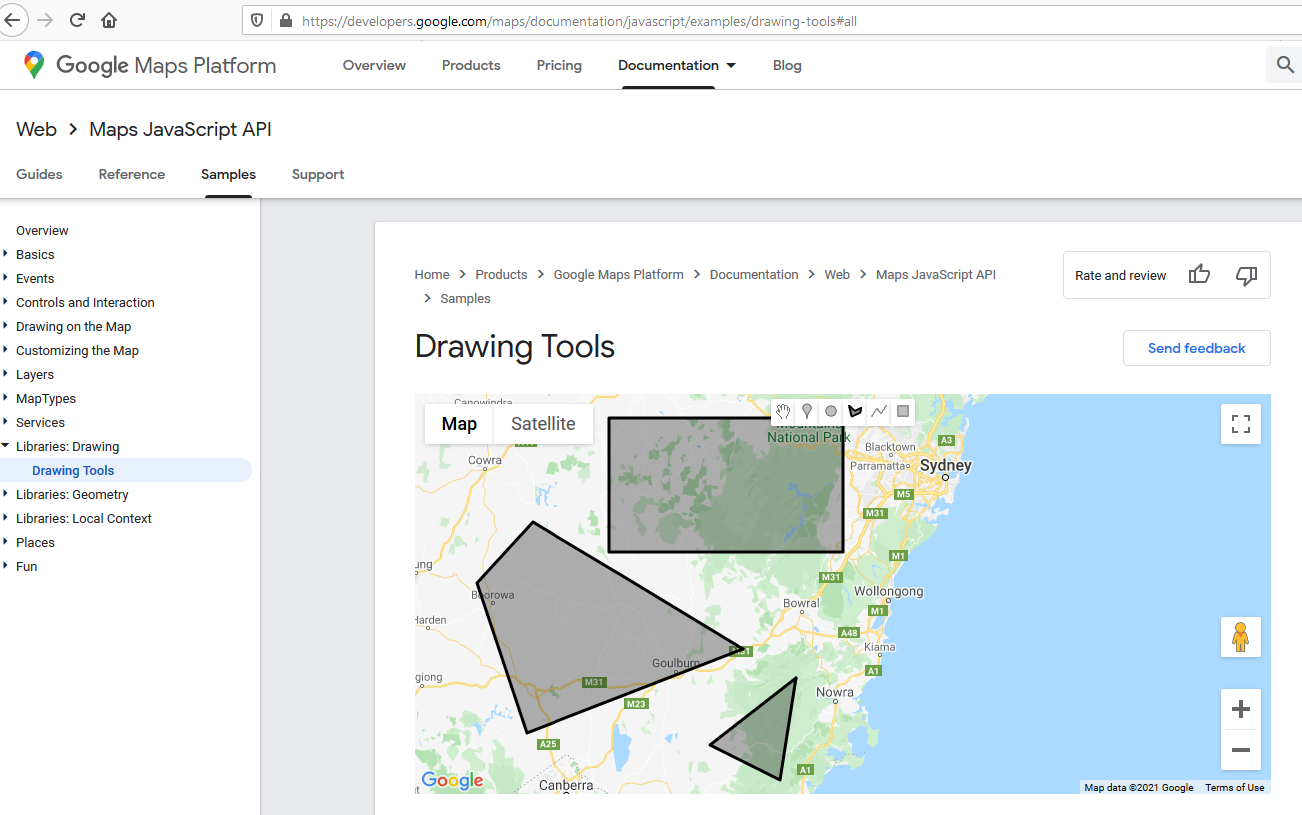 https://developers.google.com/maps/documentation/javascript/examples/drawing-tools#all
Google Maps Platform Overview Products Pricing Documentation Blog
Web Maps JavaScript API
Guides Reference Samples Support
Overview
Basics
Events
Controls and Interaction
Drawing on the Map
Customizing the Map
Layers
MapTypes
Services
Libraries: Drawing
Drawing Tools
Libraries: Geometry
Libraries: Local Context
Places
Fun
Home Products Google Maps Platform Documentation Web Maps JavaScript API
Samples
Rate and review
Drawing Tools
Send feedback
Canowindra
Map Satellite
National Park
A3
Blacktown
Cowra
Parramatta
Sydney
M5
M31
M1
M31
ung
Boorowa
Wollongong
Bowral
M1
Harden
A48
Kiama
Goulburn
A1
giong
M31
Nowra
M23
A25
A1
Google
Canberra
Map data ©2021 Google Terms of Use